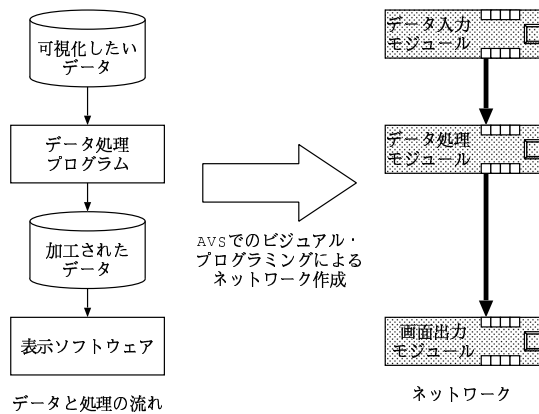 可視化したい
データ
データ処理
プログラム
加工された
データ
表示ソフトウェア
データと処理の流れ
AVSでのビジュアル・
プログラミングによる
ネットワーク作成
データ入力
モジュール
データ処理
モジュール
画面出力
モジュール
ネットワーク